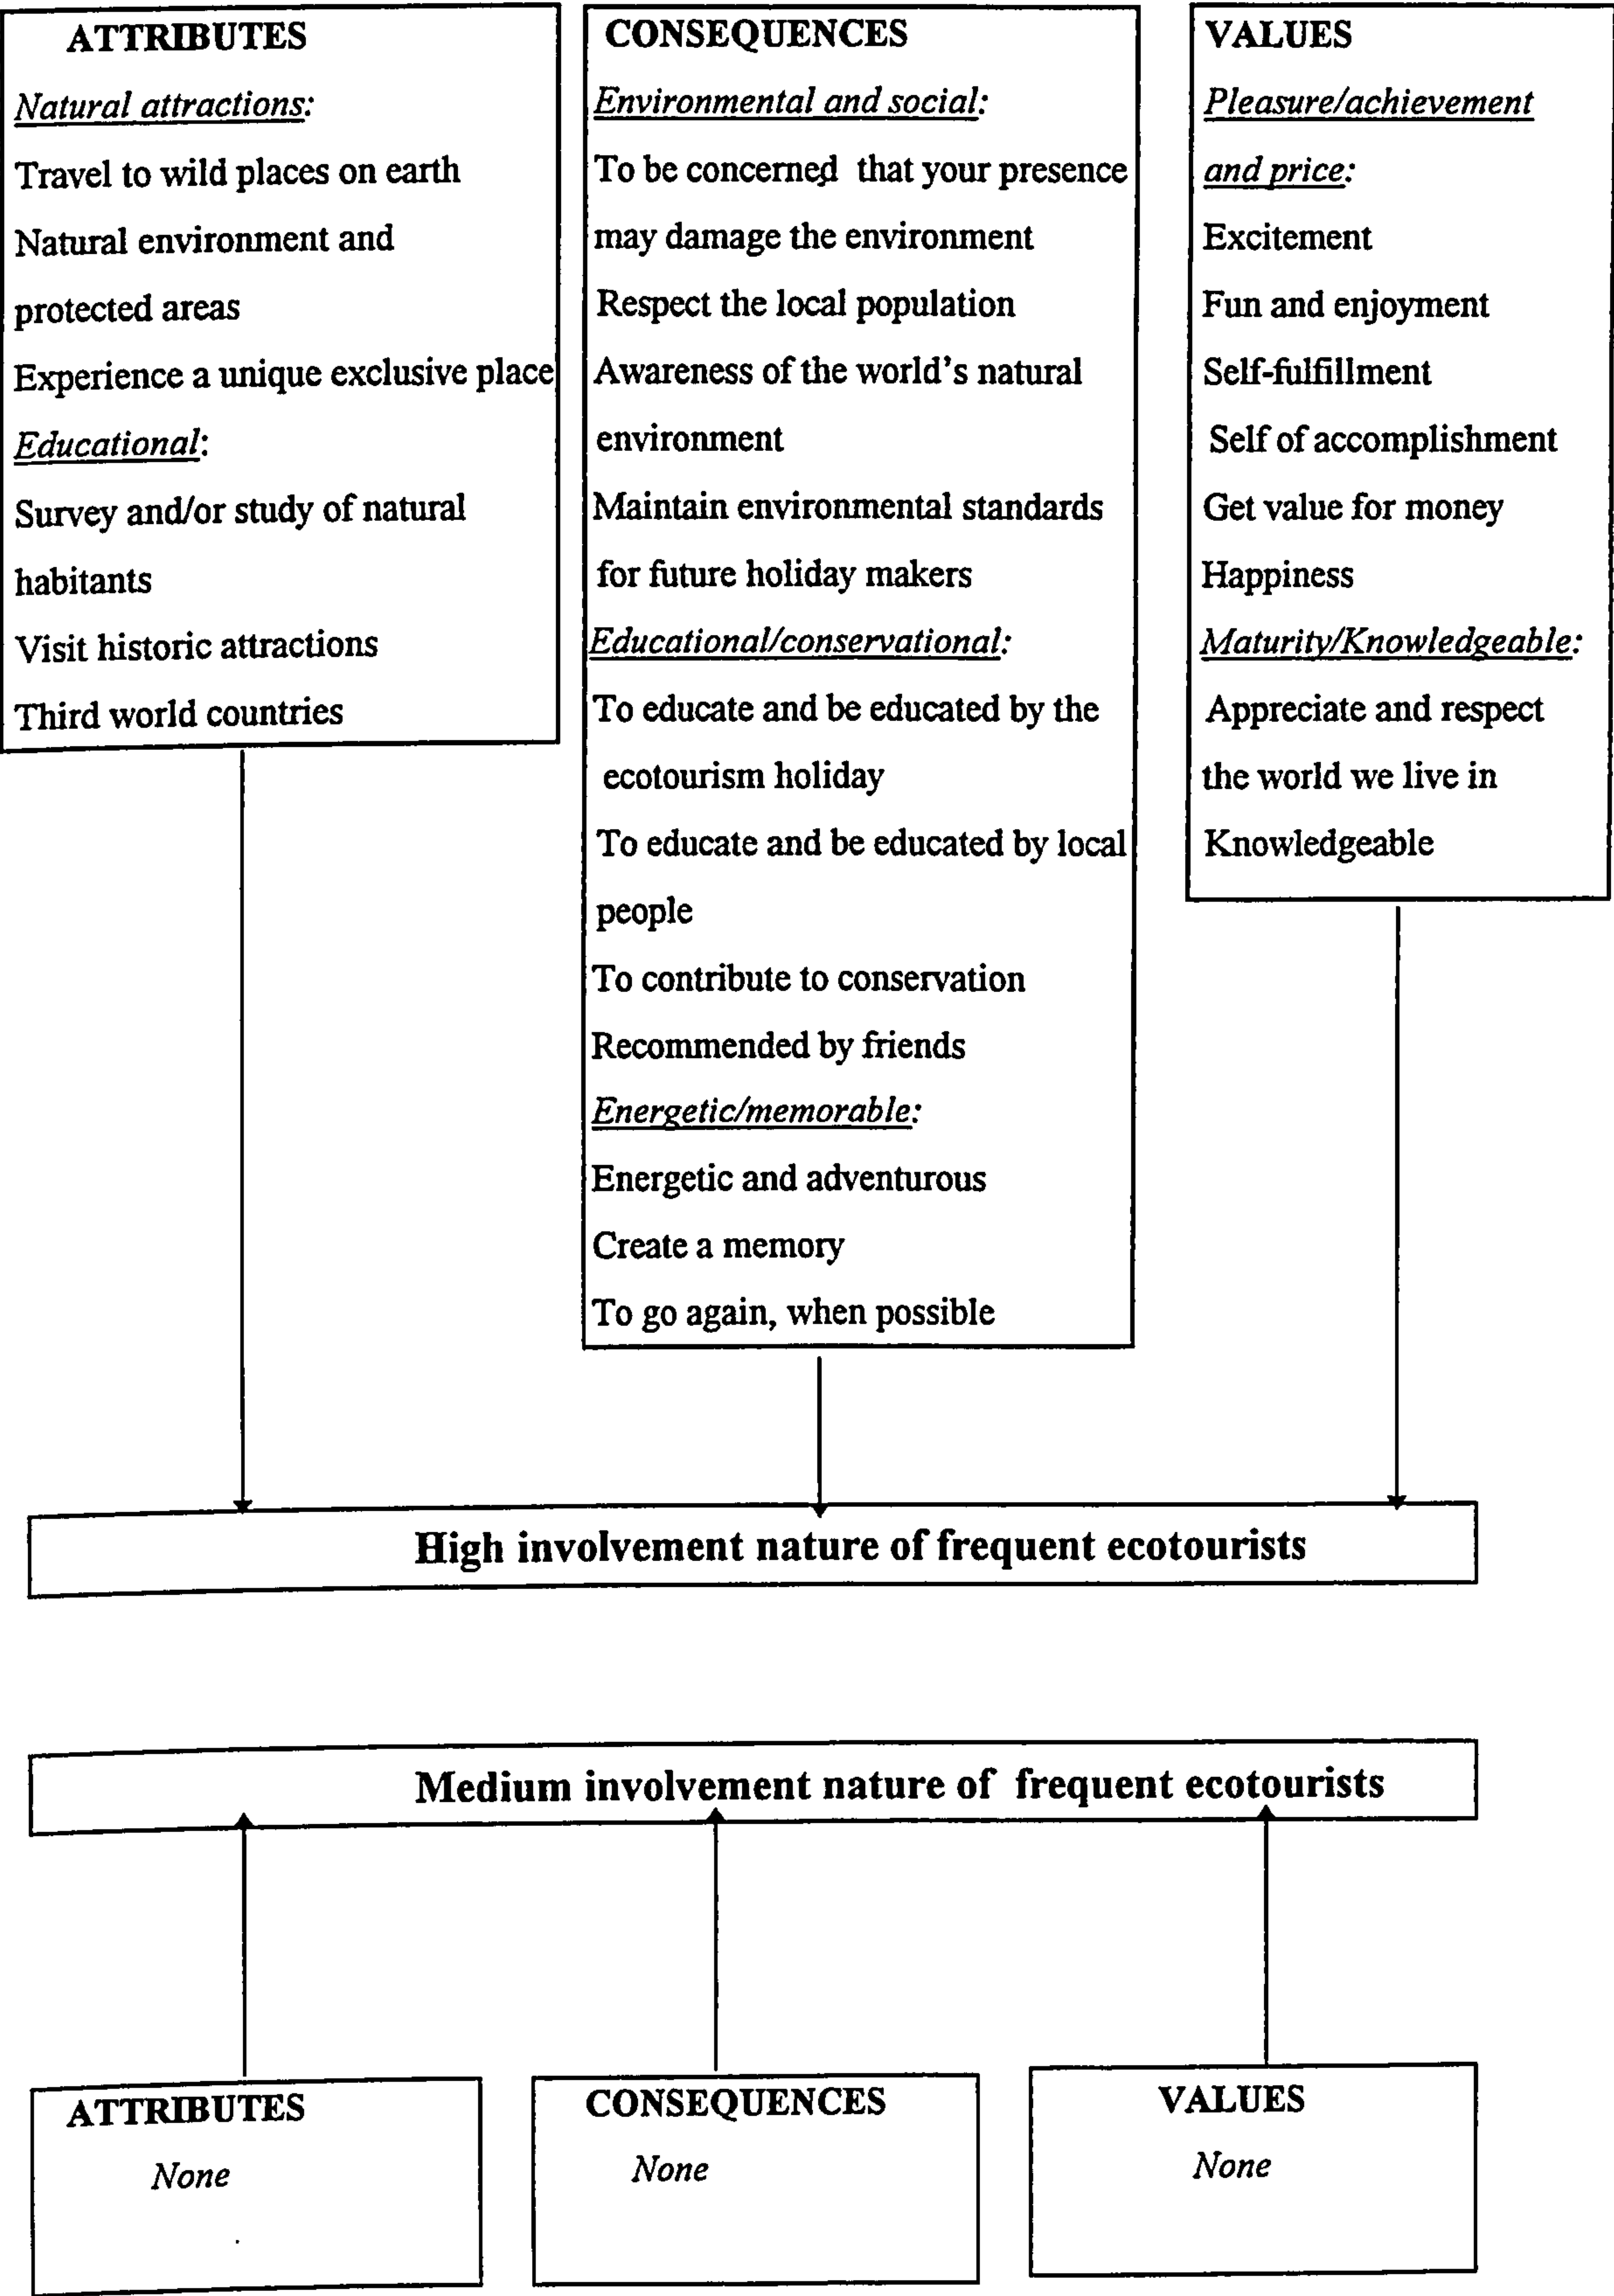 ATTRIBUTES
Natural attractions:
Travel to wild places on earth
Natural environment and
protected areas
Experience a unique exclusive place
Educational:
Survey and/or study of natural
habitants
Visit historic attractions
Third world countries
CONSEQUENCES
Environmental and social:
To be concerned that your presence
may damage the environment
Respect the local population
Awareness of the world's natural
environment
Maintain environmental standards
for future holiday makers
Educational/conservational:
To educate and be educated by the
ecotourism holiday
To educate and be educated by local
people
To contribute to conservation
Recommended by friends
Energetic/memorable:
Energetic and adventurous
Create a memory
To go again, when possible
VALUES
Pleasure/achievement
and price:
Excitement
Fun and enjoyment
Self-fulfillment
Self of accomplishment
Get value for money
Happiness
Maturity/Knowledgeable:
Appreciate and respect
the world we live in
Knowledgeable
High involvement nature of frequent ecotourists
Medium involvement nature of frequent ecotourists
ATTRIBUTES
None
CONSEQUENCES
None
VALUES
None